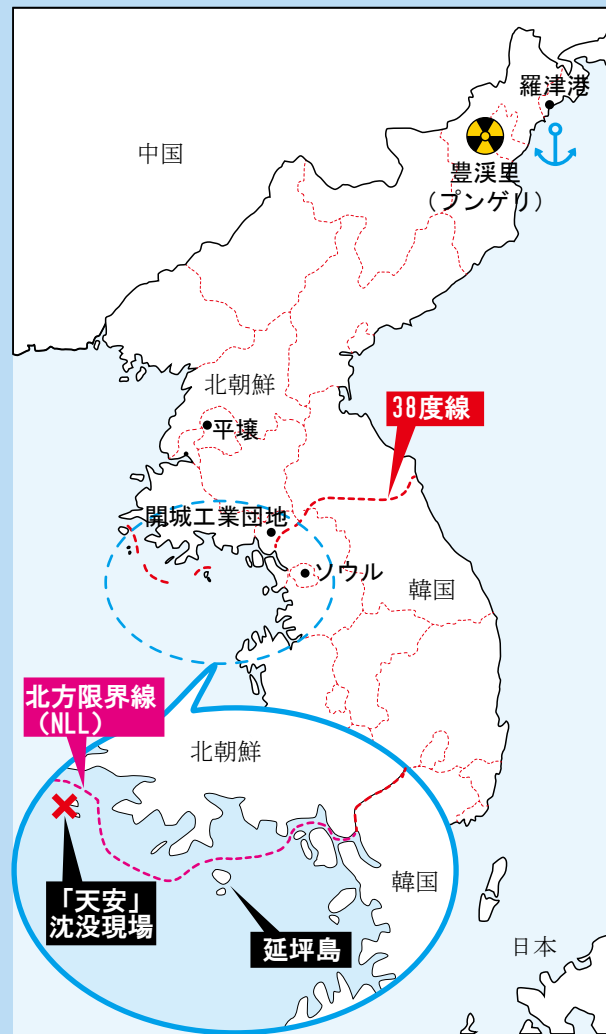 羅津港
中国
豊渓里
（プンゲリ）
北朝鮮
38度線
平壌
開城工業団地
ソウル
韓国
北方限界線
（NLL）
北朝鮮
「天安」
沈没現場
延坪島
韓国
日本